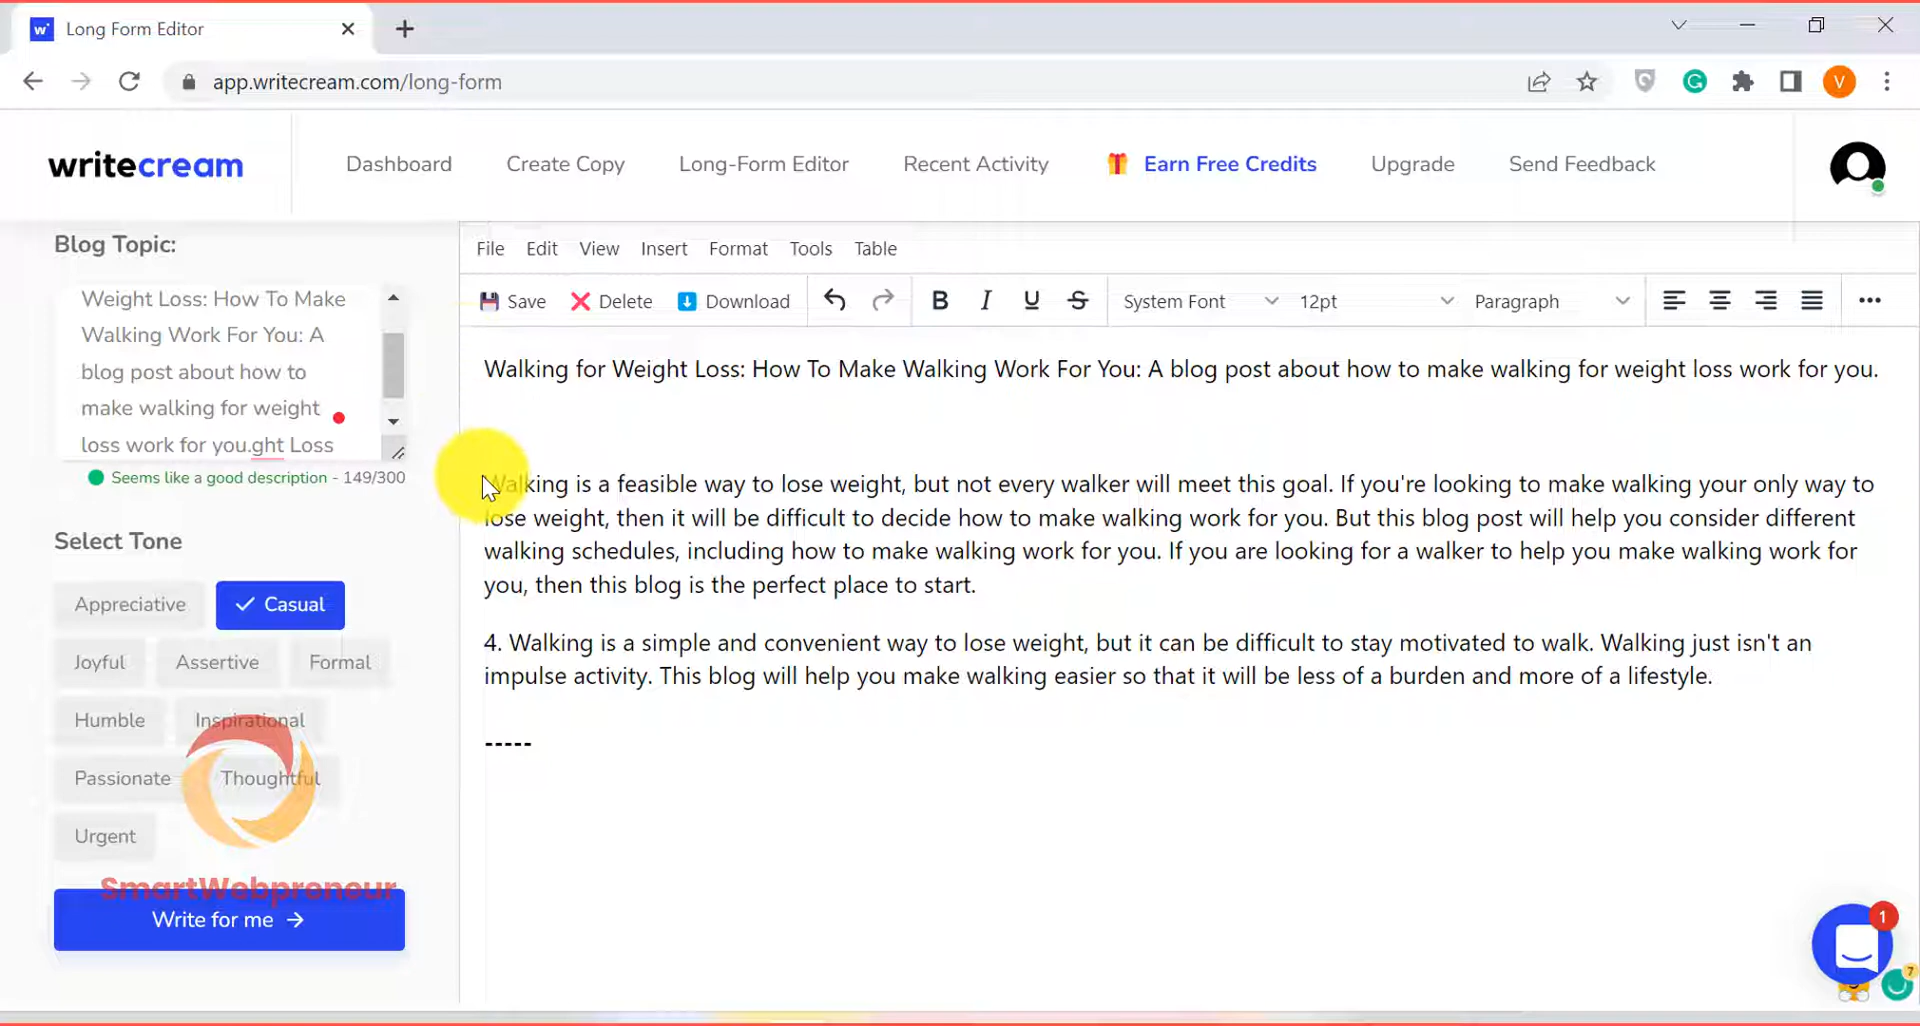 w
Long Form Editor
app.writecream.com/long-form
V
writecream
Dashboard
Create Copy
Long-Form Editor
Recent Activity
Earn Free Credits
Upgrade
Send Feedback
Blog Topic:
Weight Loss: How To Make
Walking Work For You: A
blog post about how to
make walking for weight
loss work for you.ght Loss
Seems like a good description - 149/300
Select Tone
Appreciative
Casual
Joyful
Assertive
Formal
Humble
Inspirational
Passionate
Thoughtful
Urgent
SmartWebpreneur
Write for me →
File Edit View Insert Format Tools Table
Save Delete Download B I U S System Font 12pt Paragraph
Walking for Weight Loss: How To Make Walking Work For You: A blog post about how to make walking for weight loss work for you.
Walking is a feasible way to lose weight, but not every walker will meet this goal. If you're looking to make walking your only way to
lose weight, then it will be difficult to decide how to make walking work for you. But this blog post will help you consider different
walking schedules, including how to make walking work for you. If you are looking for a walker to help you make walking work for
you, then this blog is the perfect place to start.
4. Walking is a simple and convenient way to lose weight, but it can be difficult to stay motivated to walk. Walking just isn't an
impulse activity. This blog will help you make walking easier so that it will be less of a burden and more of a lifestyle.
-----
1
7